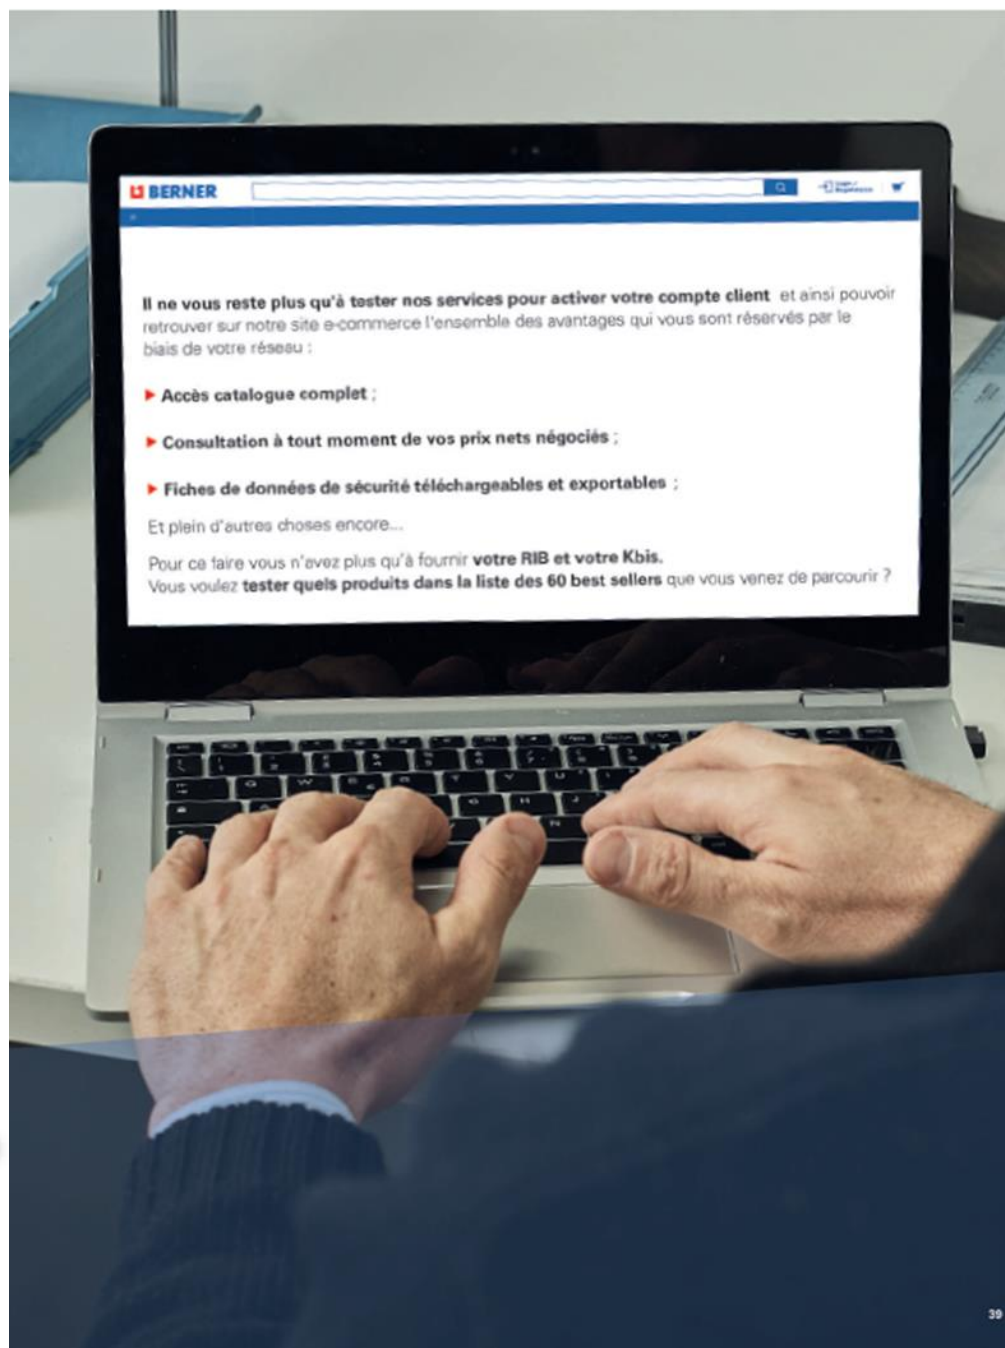 BERNER
Il ne vous reste plus qu'à tester nos services pour activer votre compte client et ainsi pouvoir
retrouver sur notre site e-commerce l'ensemble des avantages qui vous sont réservés par le
biais de votre réseau :
Accès catalogue complet ;
Consultation à tout moment de vos prix nets négociés ;
Fiches de données de sécurité téléchargeables et exportables ;
Et plein d'autres choses encore...
Pour ce faire vous n'avez plus qu'à fournir votre RIB et votre Kbis.
Vous voulez tester quels produits dans la liste des 60 best sellers que vous venez de parcourir ?
39